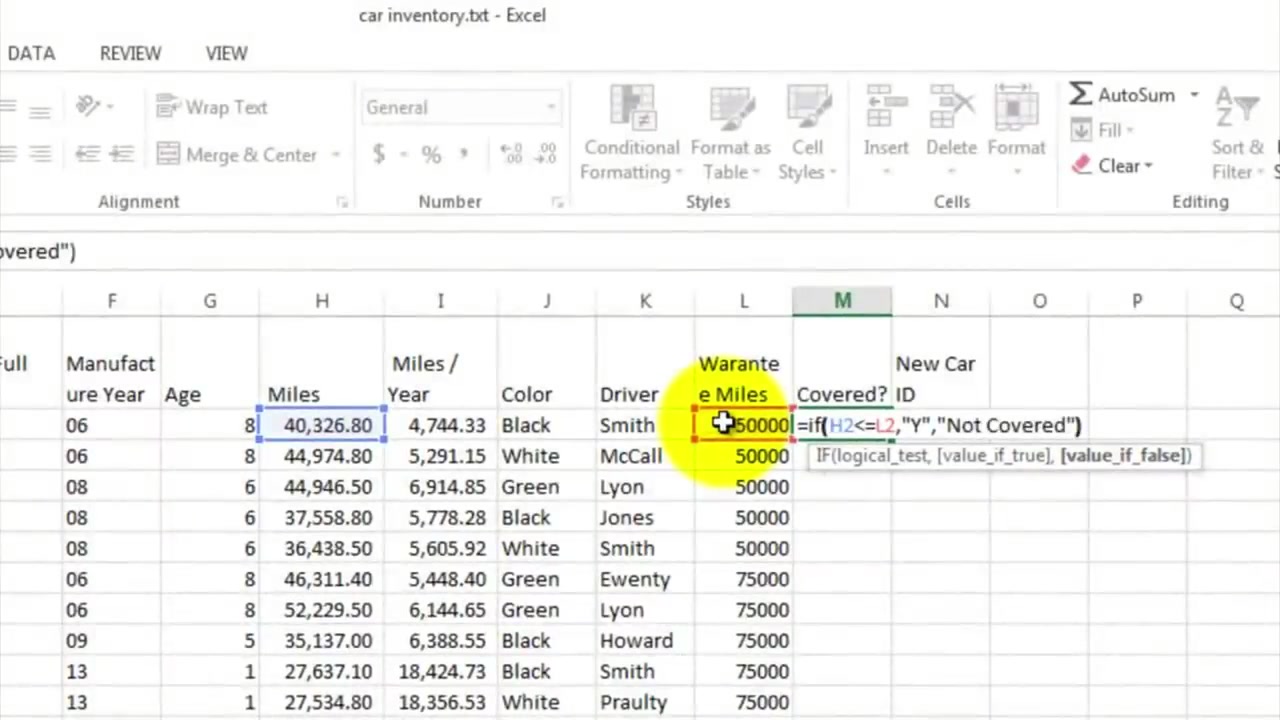 car inventory.txt - Excel
DATA REVIEW VIEW
Wrap Text General AutoSum
$ % Conditional Format as Cell Insert Delete Format Fill Sort &
Merge & Center Formatting Table Styles Clear Filter
Alignment Number Styles Cells Editing
overed")
F G H I J K L M N O P Q
Full Manufact Miles / Warante New Car
ure Year Age Miles Year Color Driver e Miles Covered? ID
06 8 40,326.80 4,744.33 Black Smith 50000 =if(H2<=L2,"Y","Not Covered")
06 8 44,974.80 5,291.15 White McCall 50000 IF(logical_test, [value_if_true], [value_if_false])
08 6 44,946.50 6,914.85 Green Lyon 50000
08 6 37,558.80 5,778.28 Black Jones 50000
08 6 36,438.50 5,605.92 White Smith 50000
06 8 46,311.40 5,448.40 Green Ewenty 75000
06 8 52,229.50 6,144.65 Green Lyon 75000
09 5 35,137.00 6,388.55 Black Howard 75000
13 1 27,637.10 18,424.73 Black Smith 75000
13 1 27,534.80 18,356.53 White Praulty 75000